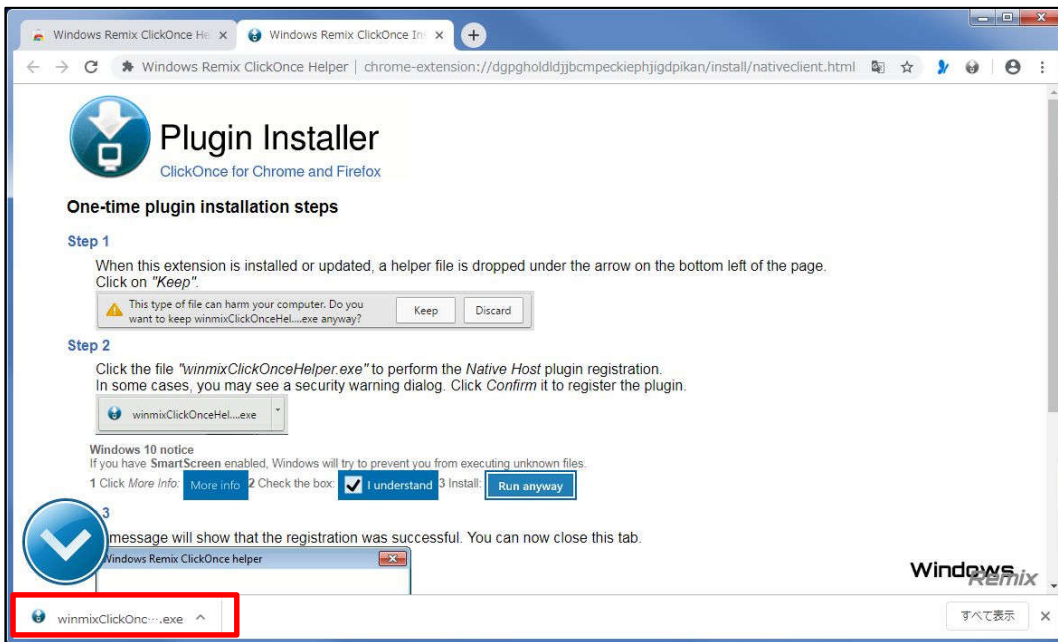 Windows Remix ClickOnce He
Windows Remix ClickOnce In
Windows Remix ClickOnce Helper | chrome-extension://dgpgholdldjjbcmpeckiephjigdpikan/install/nativeclient.html
Plugin Installer
ClickOnce for Chrome and Firefox
One-time plugin installation steps
Step 1
When this extension is installed or updated, a helper file is dropped under the arrow on the bottom left of the page.
Click on "Keep".
This type of file can harm your computer. Do you
want to keep winmixClickOnceHel....exe anyway?
Keep
Discard
Step 2
Click the file "winmixClickOnceHelper.exe" to perform the Native Host plugin registration.
In some cases, you may see a security warning dialog. Click Confirm it to register the plugin.
winmixClickOnceHel....exe
Windows 10 notice
If you have SmartScreen enabled, Windows will try to prevent you from executing unknown files.
1 Click More Info: More info 2 Check the box: I understand 3 Install: Run anyway
3
message will show that the registration was successful. You can now close this tab.
Windows Remix ClickOnce helper
Windows
Remix
winmixClickOnc….exe
すべて表示